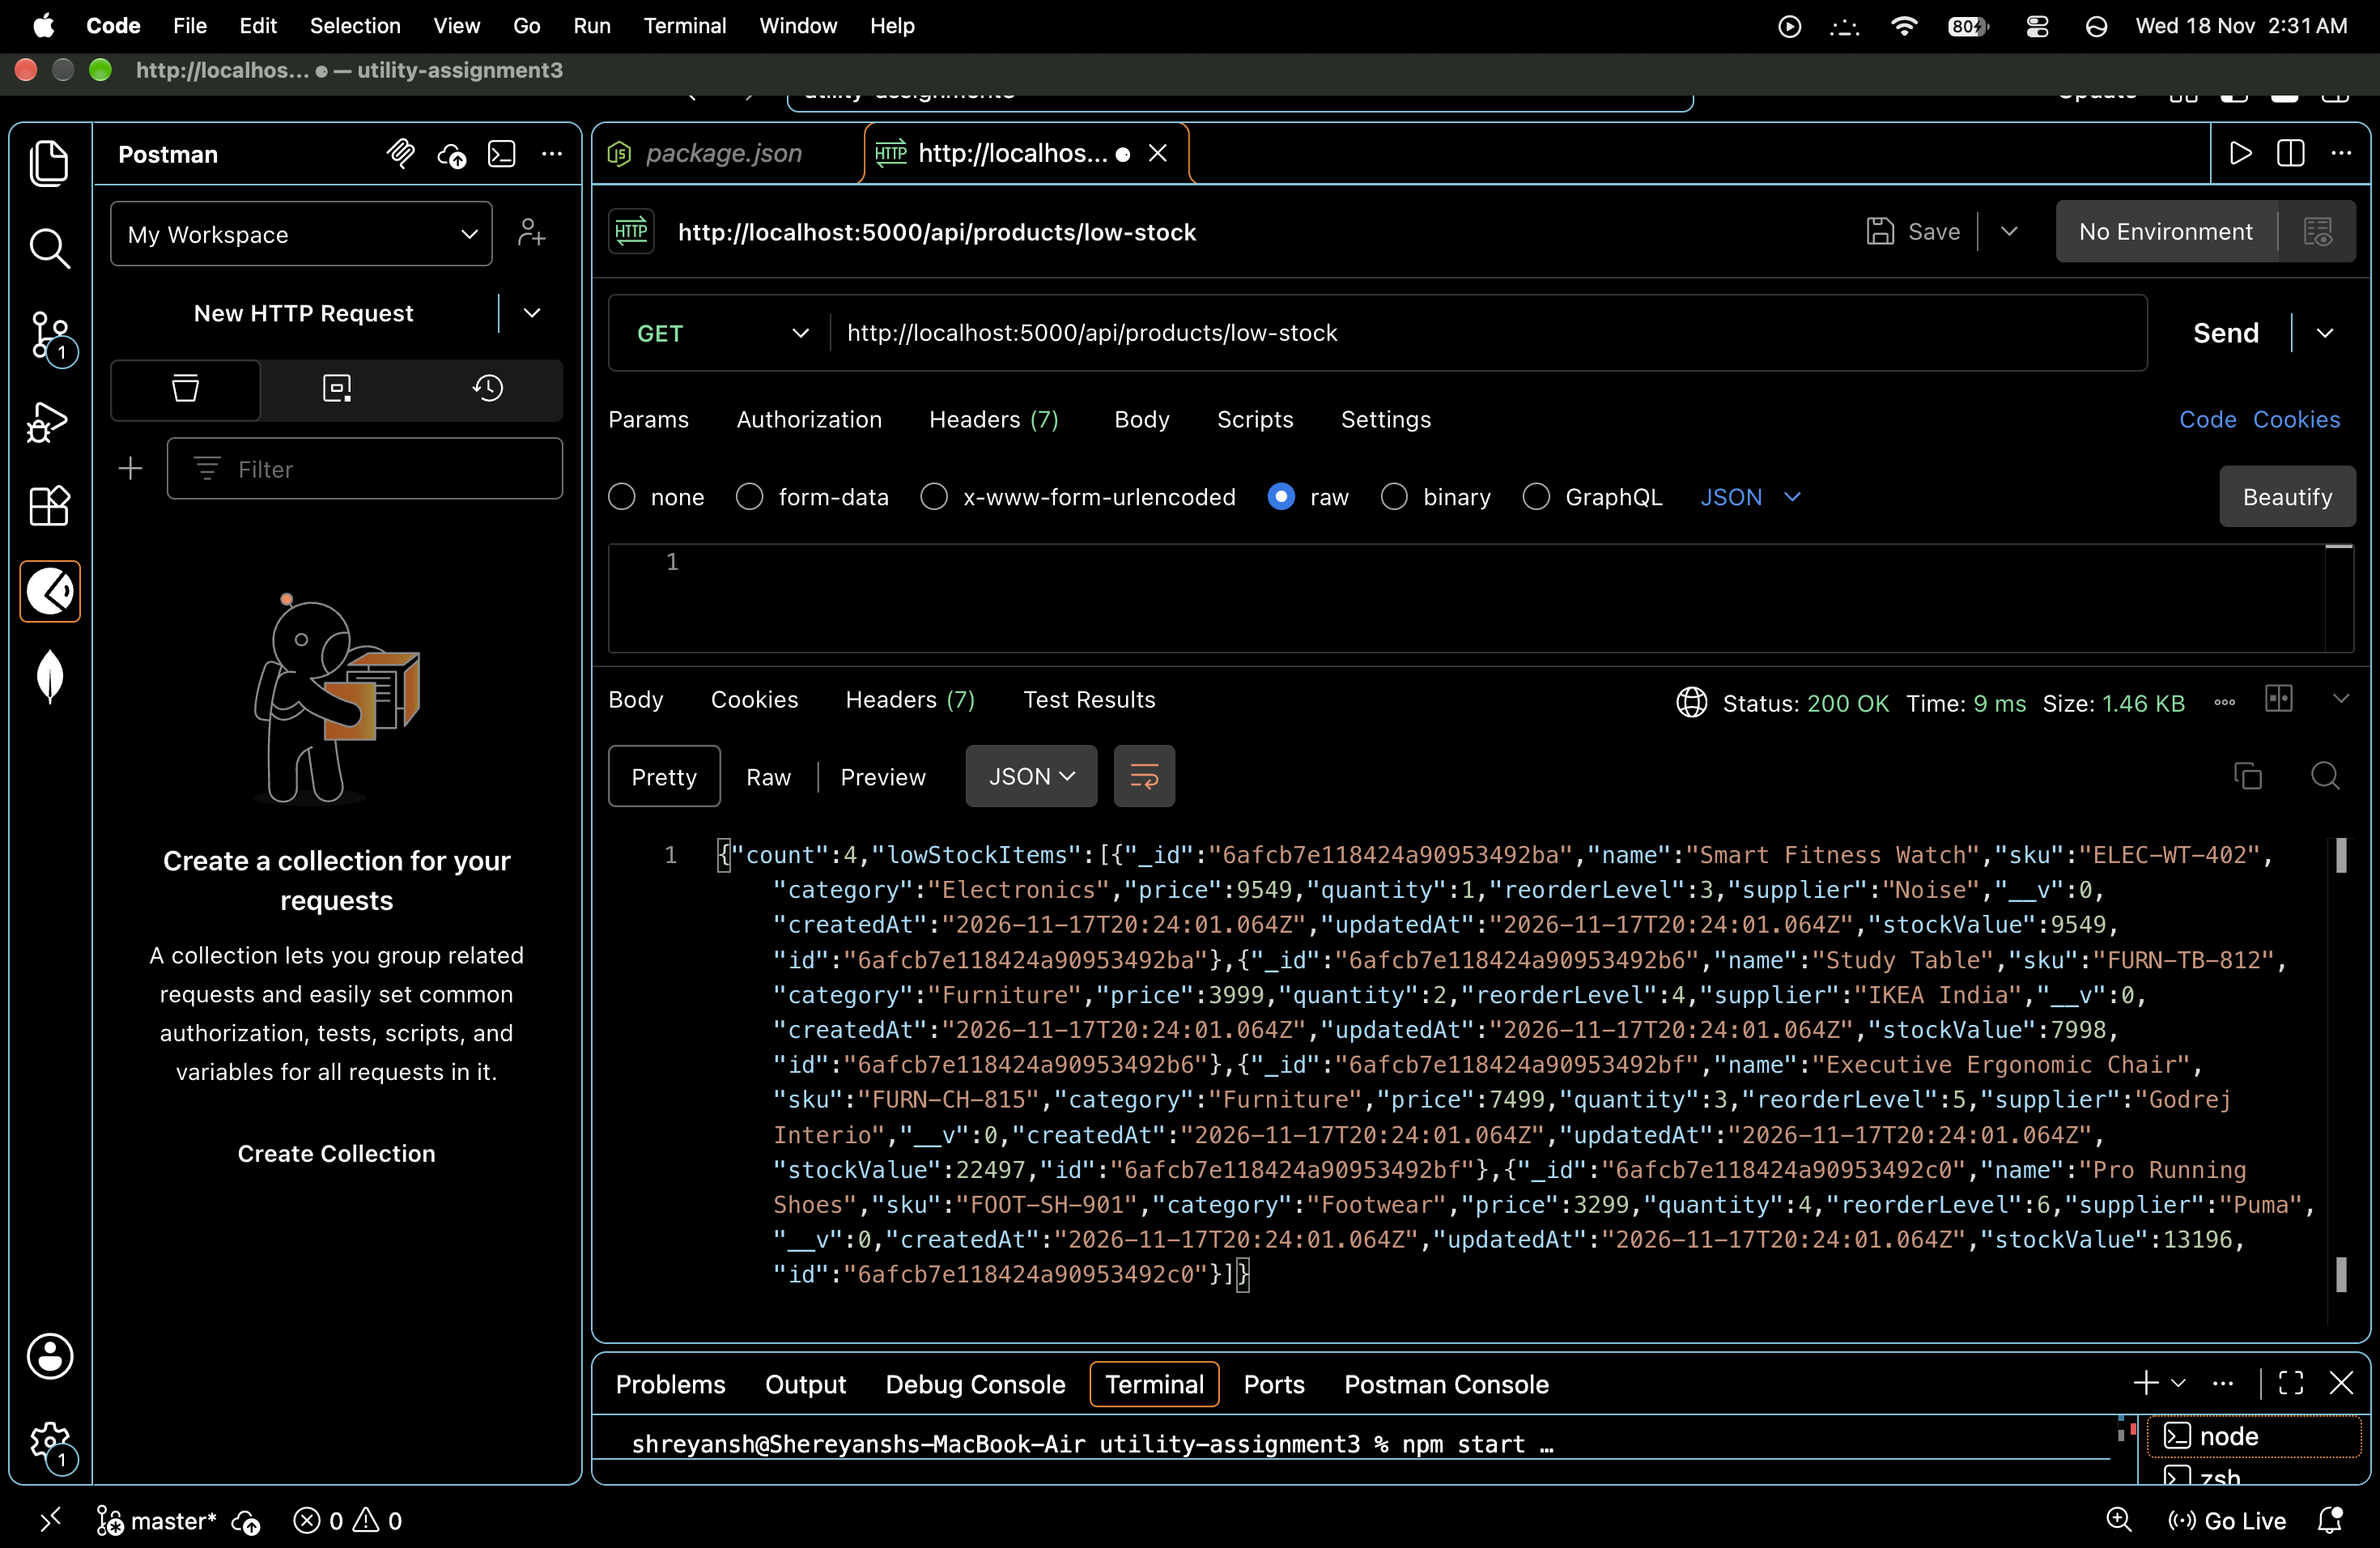 Code File Edit Selection View Go Run Terminal Window Help 80 Wed 18 Nov 2:31 AM
http://localhos... ● — utility-assignment3
Postman
package.json
HTTP http://localhos... ●
My Workspace
HTTP http://localhost:5000/api/products/low-stock
Save
No Environment
New HTTP Request
GET http://localhost:5000/api/products/low-stock
Send
Params Authorization Headers (7) Body Scripts Settings
Code Cookies
Filter
none form-data x-www-form-urlencoded raw binary GraphQL JSON
Beautify
1
1
Body Cookies Headers (7) Test Results
Status: 200 OK Time: 9 ms Size: 1.46 KB
Pretty Raw Preview JSON
1 {"count":4,"lowStockItems":[{"_id":"6afcb7e118424a90953492ba","name":"Smart Fitness Watch","sku":"ELEC-WT-402",
"category":"Electronics","price":9549,"quantity":1,"reorderLevel":3,"supplier":"Noise","__v":0,
"createdAt":"2026-11-17T20:24:01.064Z","updatedAt":"2026-11-17T20:24:01.064Z","stockValue":9549,
"id":"6afcb7e118424a90953492ba"},{"_id":"6afcb7e118424a90953492b6","name":"Study Table","sku":"FURN-TB-812",
"category":"Furniture","price":3999,"quantity":2,"reorderLevel":4,"supplier":"IKEA India","__v":0,
"createdAt":"2026-11-17T20:24:01.064Z","updatedAt":"2026-11-17T20:24:01.064Z","stockValue":7998,
"id":"6afcb7e118424a90953492b6"},{"_id":"6afcb7e118424a90953492bf","name":"Executive Ergonomic Chair",
"sku":"FURN-CH-815","category":"Furniture","price":7499,"quantity":3,"reorderLevel":5,"supplier":"Godrej
Interio","__v":0,"createdAt":"2026-11-17T20:24:01.064Z","updatedAt":"2026-11-17T20:24:01.064Z",
"stockValue":22497,"id":"6afcb7e118424a90953492bf"},{"_id":"6afcb7e118424a90953492c0","name":"Pro Running
Shoes","sku":"FOOT-SH-901","category":"Footwear","price":3299,"quantity":4,"reorderLevel":6,"supplier":"Puma",
"__v":0,"createdAt":"2026-11-17T20:24:01.064Z","updatedAt":"2026-11-17T20:24:01.064Z","stockValue":13196,
"id":"6afcb7e118424a90953492c0"}]}
Create a collection for your
requests
A collection lets you group related
requests and easily set common
authorization, tests, scripts, and
variables for all requests in it.
Create Collection
Problems Output Debug Console Terminal Ports Postman Console
shreyansh@Shereyanshs-MacBook-Air utility-assignment3 % npm start …
node
zsh
1
master* 0 0
Go Live